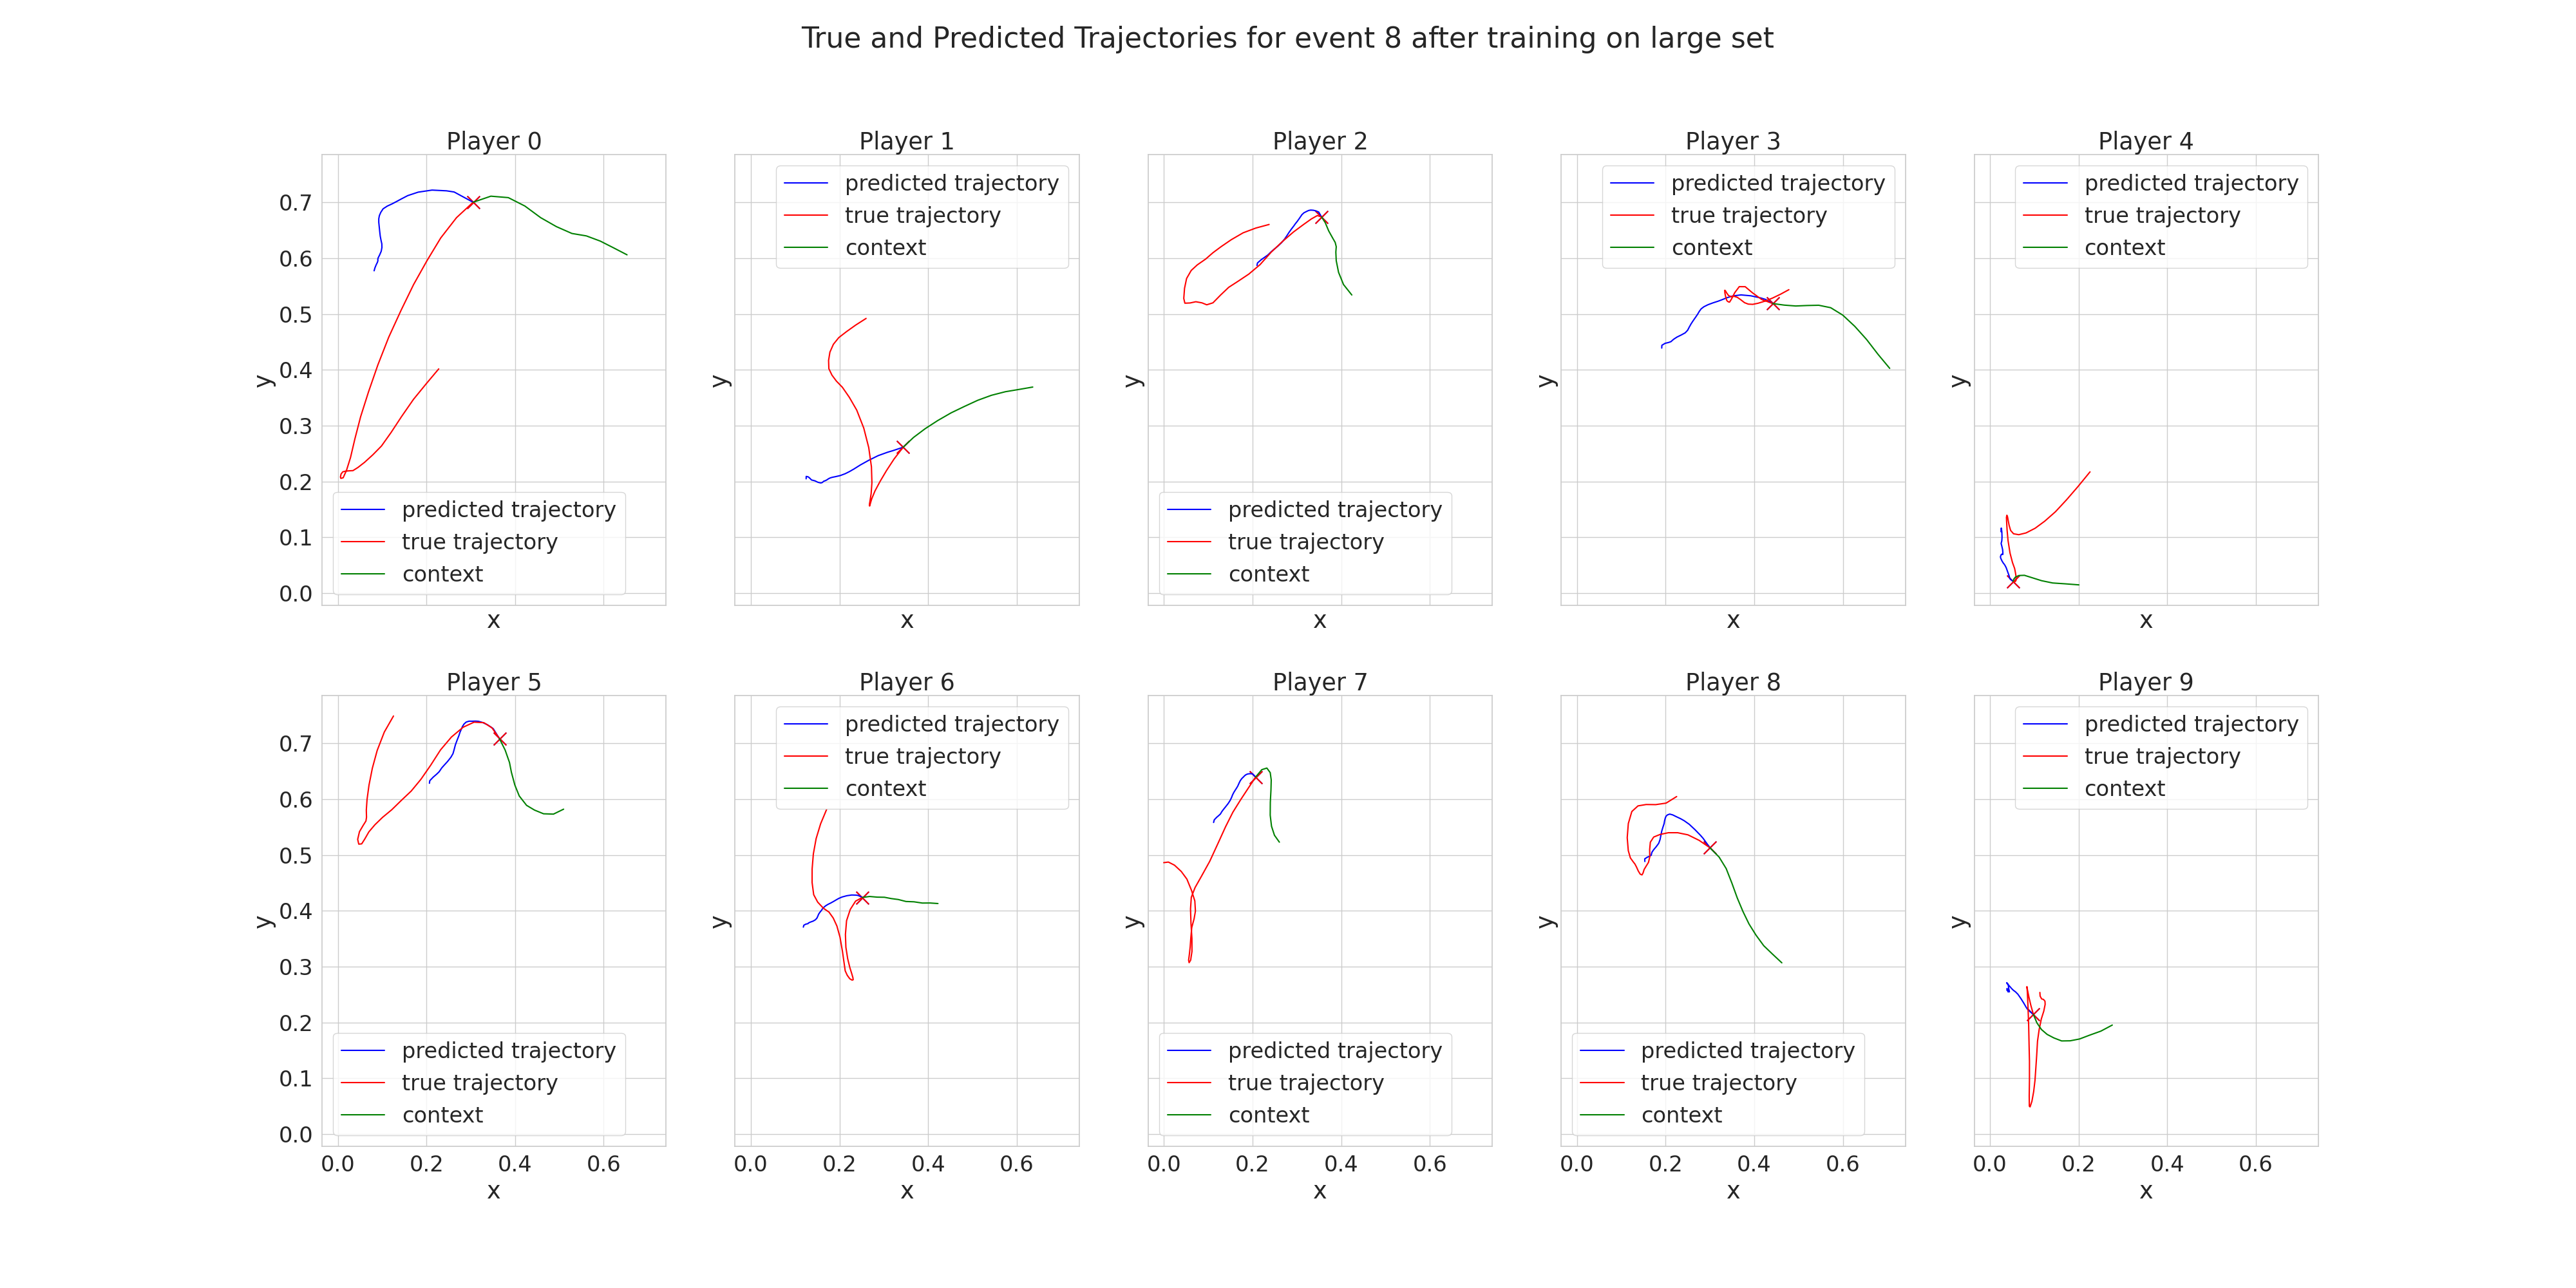 True and Predicted Trajectories for event 8 after training on large set
Player 0
0.7
0.6
0.5
0.4
0.3
0.2
0.1
0.0
y
predicted trajectory
true trajectory
context
x
Player 1
predicted trajectory
true trajectory
context
y
x
Player 2
y
predicted trajectory
true trajectory
context
x
Player 3
predicted trajectory
true trajectory
context
y
x
Player 4
predicted trajectory
true trajectory
context
y
x
Player 5
0.7
0.6
0.5
0.4
0.3
0.2
0.1
0.0
y
predicted trajectory
true trajectory
context
0.0 0.2 0.4 0.6
x
Player 6
predicted trajectory
true trajectory
context
y
0.0 0.2 0.4 0.6
x
Player 7
y
predicted trajectory
true trajectory
context
0.0 0.2 0.4 0.6
x
Player 8
y
predicted trajectory
true trajectory
context
0.0 0.2 0.4 0.6
x
Player 9
predicted trajectory
true trajectory
context
y
0.0 0.2 0.4 0.6
x